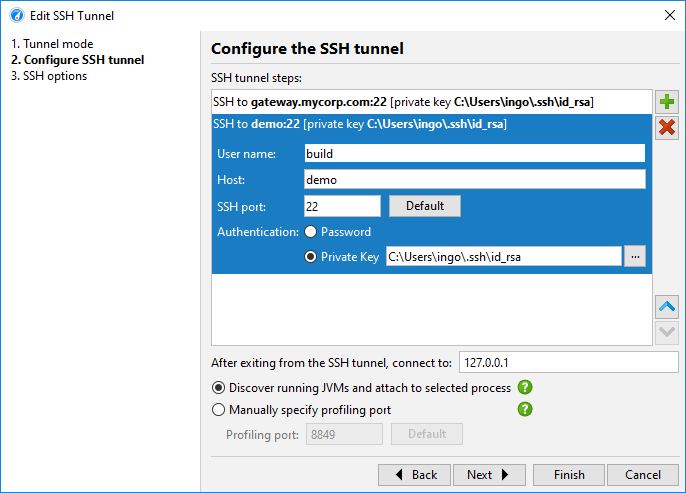 Edit SSH Tunnel
1. Tunnel mode
2. Configure SSH tunnel
3. SSH options
Configure the SSH tunnel
SSH tunnel steps:
SSH to gateway.mycorp.com:22 [private key C:\Users\ingo\.ssh\id_rsa]
SSH to demo:22 [private key C:\Users\ingo\.ssh\id_rsa]
User name: build
Host: demo
SSH port: 22 Default
Authentication: Password
Private Key C:\Users\ingo\.ssh\id_rsa ...
After exiting from the SSH tunnel, connect to: 127.0.0.1
Discover running JVMs and attach to selected process ?
Manually specify profiling port ?
Profiling port: 8849 Default
Back Next Finish Cancel